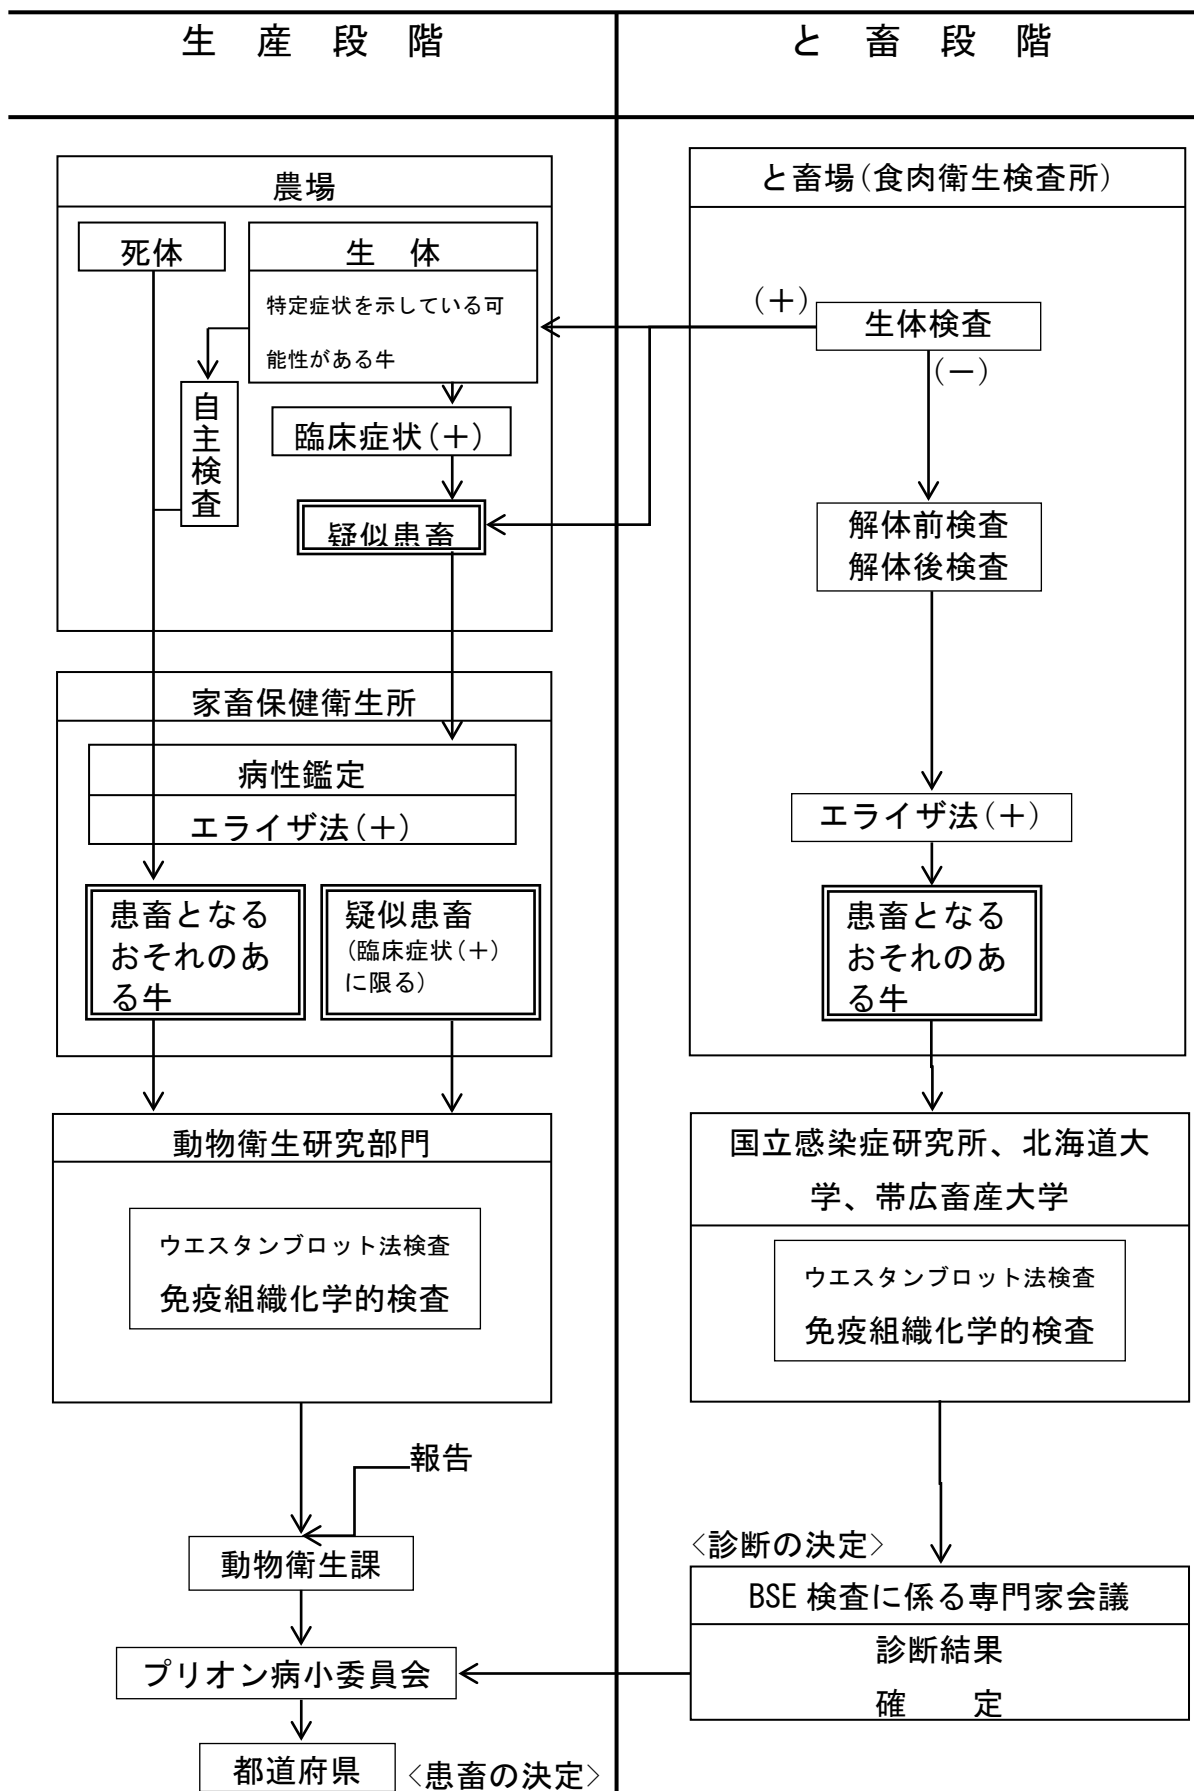 生産段階
と畜段階
農場
死体
生体
特定症状を示している可
能性がある牛
自主検査
臨床症状(＋)
疑似患畜
家畜保健衛生所
病性鑑定
エライザ法(＋)
患畜となる
おそれのあ
る牛
疑似患畜
(臨床症状(＋)
に限る)
動物衛生研究部門
ウエスタンブロット法検査
免疫組織化学的検査
報告
動物衛生課
プリオン病小委員会
都道府県
<患畜の決定>
と畜場(食肉衛生検査所)
(＋)
生体検査
(－)
解体前検査
解体後検査
エライザ法(＋)
患畜となる
おそれのあ
る牛
国立感染症研究所、北海道大
学、帯広畜産大学
ウエスタンブロット法検査
免疫組織化学的検査
<診断の決定>
BSE 検査に係る専門家会議
診断結果
確　　定